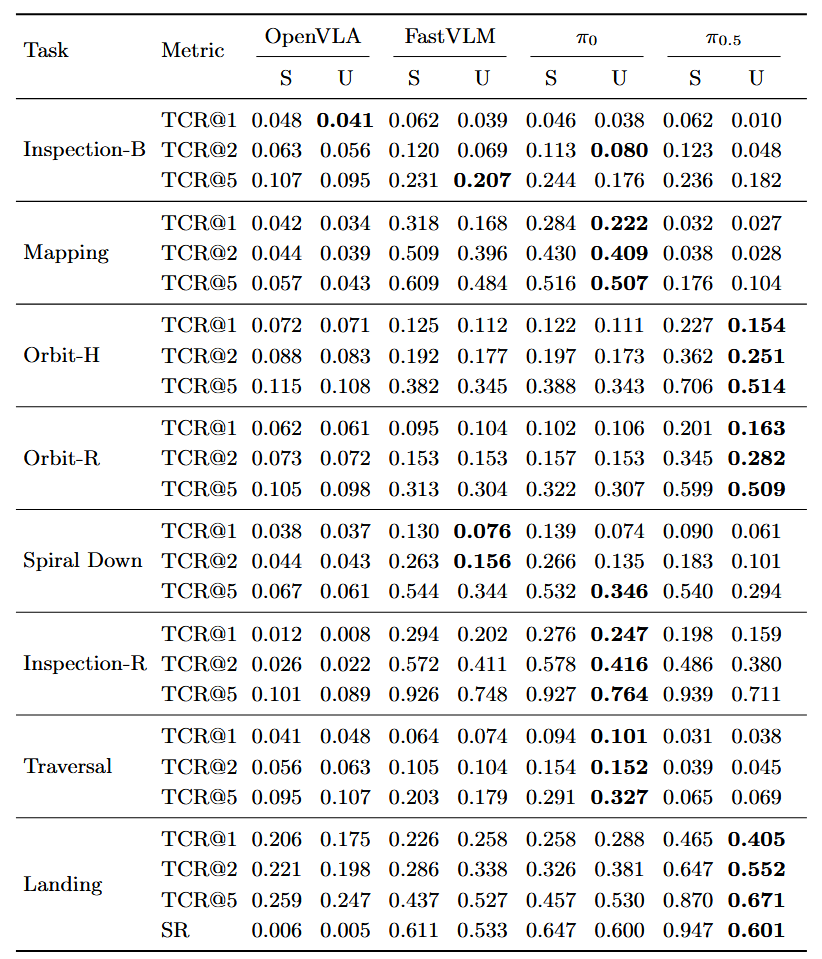 Task Metric OpenVLA FastVLM π0 π0.5
S U S U S U S U
TCR@1 0.048 0.041 0.062 0.039 0.046 0.038 0.062 0.010
Inspection-B TCR@2 0.063 0.056 0.120 0.069 0.113 0.080 0.123 0.048
TCR@5 0.107 0.095 0.231 0.207 0.244 0.176 0.236 0.182
TCR@1 0.042 0.034 0.318 0.168 0.284 0.222 0.032 0.027
Mapping TCR@2 0.044 0.039 0.509 0.396 0.430 0.409 0.038 0.028
TCR@5 0.057 0.043 0.609 0.484 0.516 0.507 0.176 0.104
TCR@1 0.072 0.071 0.125 0.112 0.122 0.111 0.227 0.154
Orbit-H TCR@2 0.088 0.083 0.192 0.177 0.197 0.173 0.362 0.251
TCR@5 0.115 0.108 0.382 0.345 0.388 0.343 0.706 0.514
TCR@1 0.062 0.061 0.095 0.104 0.102 0.106 0.201 0.163
Orbit-R TCR@2 0.073 0.072 0.153 0.153 0.157 0.153 0.345 0.282
TCR@5 0.105 0.098 0.313 0.304 0.322 0.307 0.599 0.509
TCR@1 0.038 0.037 0.130 0.076 0.139 0.074 0.090 0.061
Spiral Down TCR@2 0.044 0.043 0.263 0.156 0.266 0.135 0.183 0.101
TCR@5 0.067 0.061 0.544 0.344 0.532 0.346 0.540 0.294
TCR@1 0.012 0.008 0.294 0.202 0.276 0.247 0.198 0.159
Inspection-R TCR@2 0.026 0.022 0.572 0.411 0.578 0.416 0.486 0.380
TCR@5 0.101 0.089 0.926 0.748 0.927 0.764 0.939 0.711
TCR@1 0.041 0.048 0.064 0.074 0.094 0.101 0.031 0.038
Traversal TCR@2 0.056 0.063 0.105 0.104 0.154 0.152 0.039 0.045
TCR@5 0.095 0.107 0.203 0.179 0.291 0.327 0.065 0.069
TCR@1 0.206 0.175 0.226 0.258 0.258 0.288 0.465 0.405
Landing TCR@2 0.221 0.198 0.286 0.338 0.326 0.381 0.647 0.552
TCR@5 0.259 0.247 0.437 0.527 0.457 0.530 0.870 0.671
SR 0.006 0.005 0.611 0.533 0.647 0.600 0.947 0.601